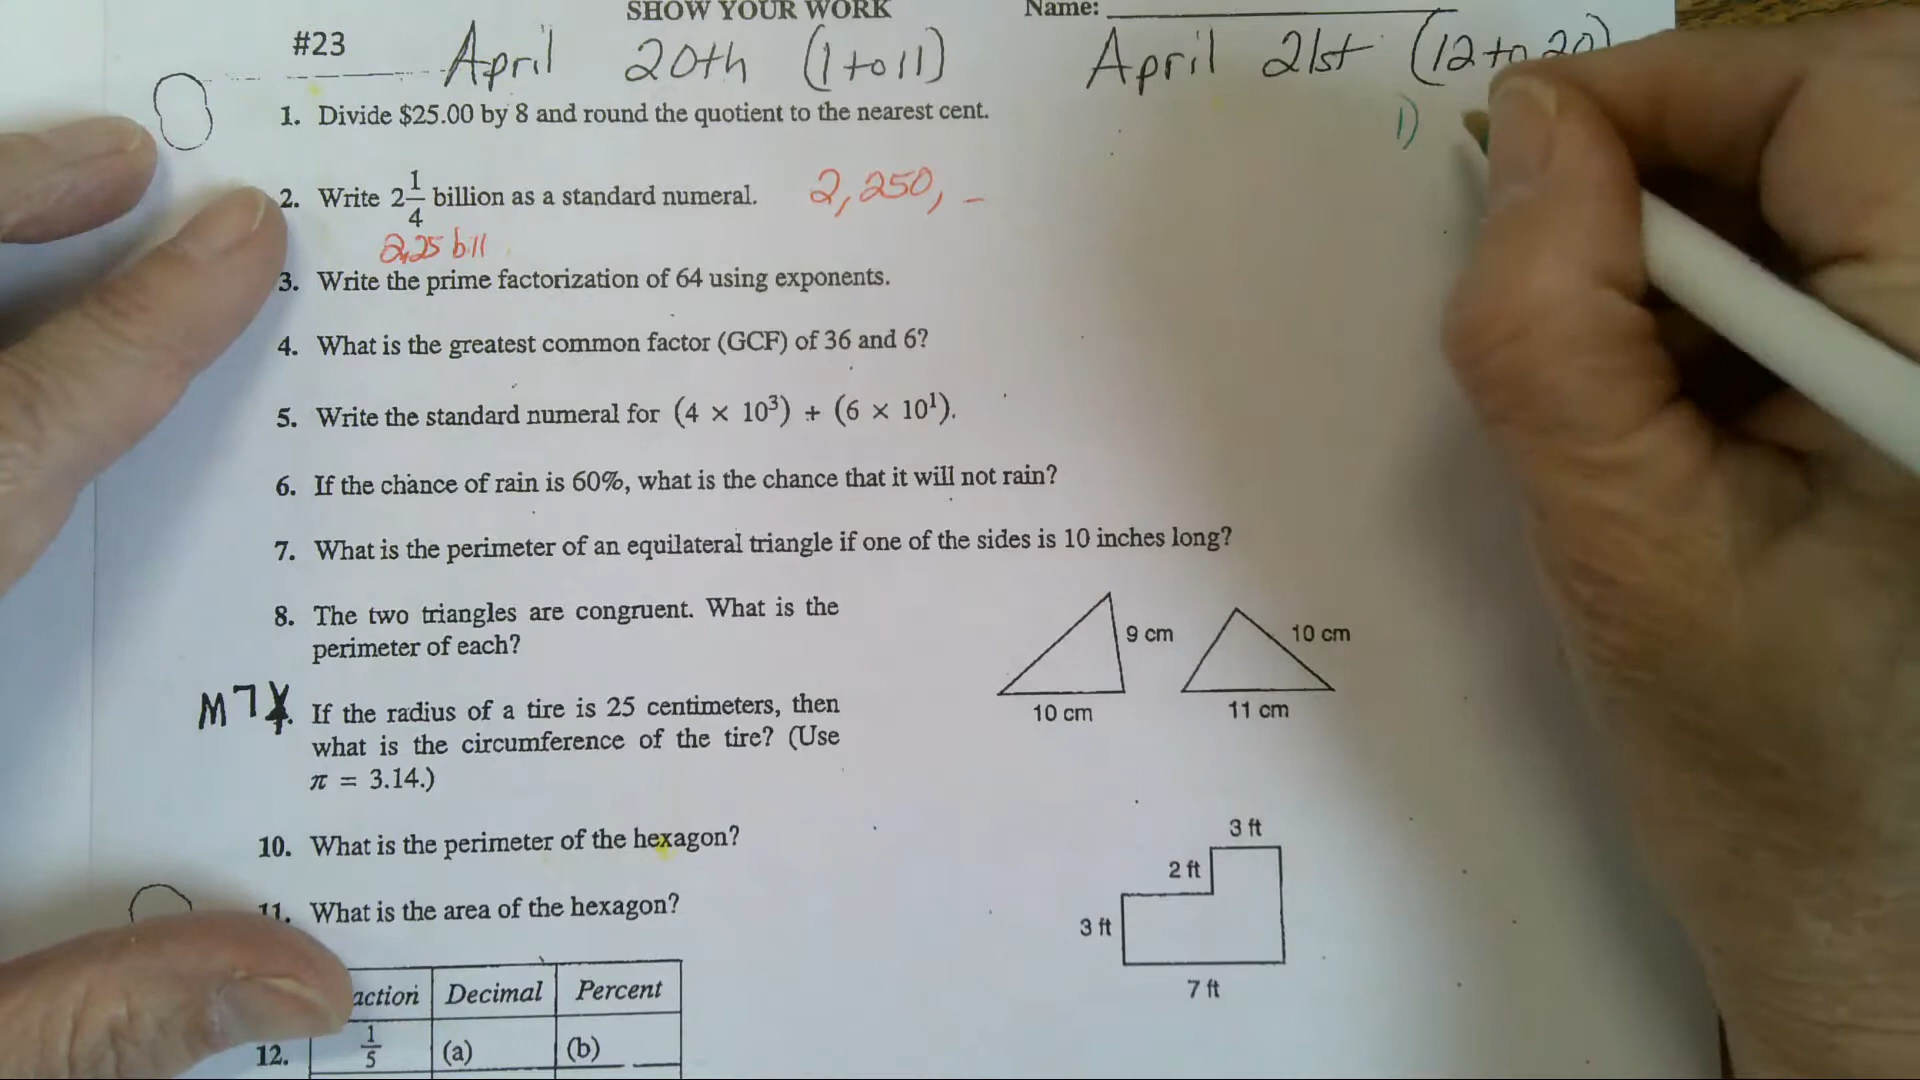 SHOW YOUR WORK Name:
#23 April 20th (1 to 11) April 21st (12 to 20)
1)
1. Divide $25.00 by 8 and round the quotient to the nearest cent.
2. Write 2 1/4 billion as a standard numeral. 2,250, _
2.25 bill
3. Write the prime factorization of 64 using exponents.
4. What is the greatest common factor (GCF) of 36 and 6?
5. Write the standard numeral for (4 × 10³) + (6 × 10¹).
6. If the chance of rain is 60%, what is the chance that it will not rain?
7. What is the perimeter of an equilateral triangle if one of the sides is 10 inches long?
8. The two triangles are congruent. What is the
perimeter of each?
9 cm 10 cm
10 cm 11 cm
M7
If the radius of a tire is 25 centimeters, then
what is the circumference of the tire? (Use
π = 3.14.)
10. What is the perimeter of the hexagon?
11. What is the area of the hexagon?
3 ft
2 ft
3 ft
7 ft
action Decimal Percent
12. 1/5 (a) (b)